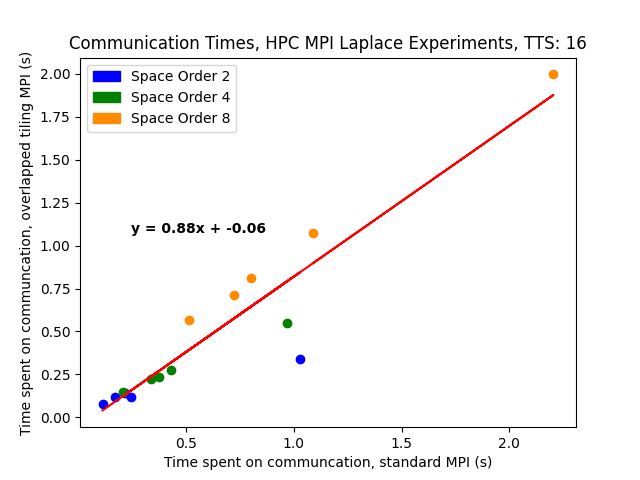 Communication Times, HPC MPI Laplace Experiments, TTS: 16
Space Order 2
Space Order 4
Space Order 8
y = 0.88x + -0.06
Time spent on communcation, overlapped tiling MPI (s)
2.00
1.75
1.50
1.25
1.00
0.75
0.50
0.25
0.00
0.5
1.0
1.5
2.0
Time spent on communcation, standard MPI (s)